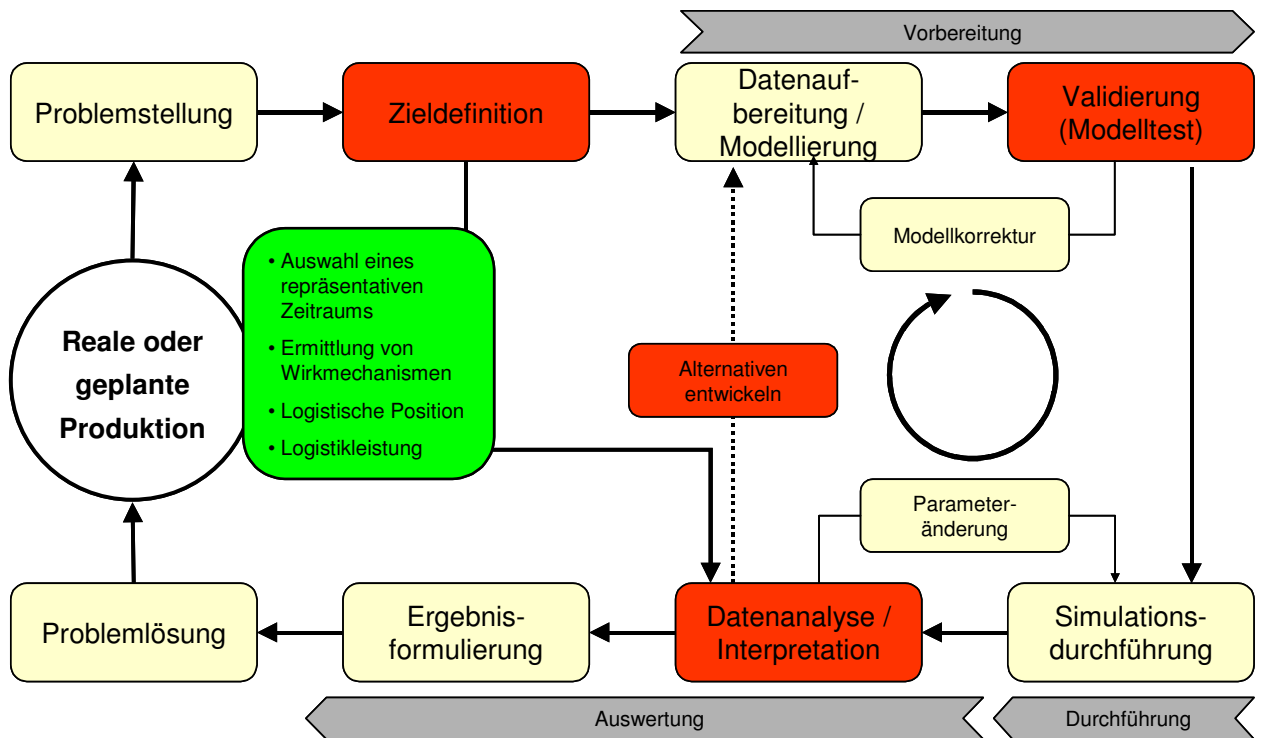 Vorbereitung
Problemstellung
Zieldefinition
Datenauf-
bereitung /
Modellierung
Validierung
(Modelltest)
Modellkorrektur
• Auswahl eines
repräsentativen
Zeitraums
• Ermittlung von
Wirkmechanismen
• Logistische Position
• Logistikleistung
Reale oder
geplante
Produktion
Alternativen
entwickeln
Parameter-
änderung
Problemlösung
Ergebnis-
formulierung
Datenanalyse /
Interpretation
Simulations-
durchführung
Auswertung
Durchführung